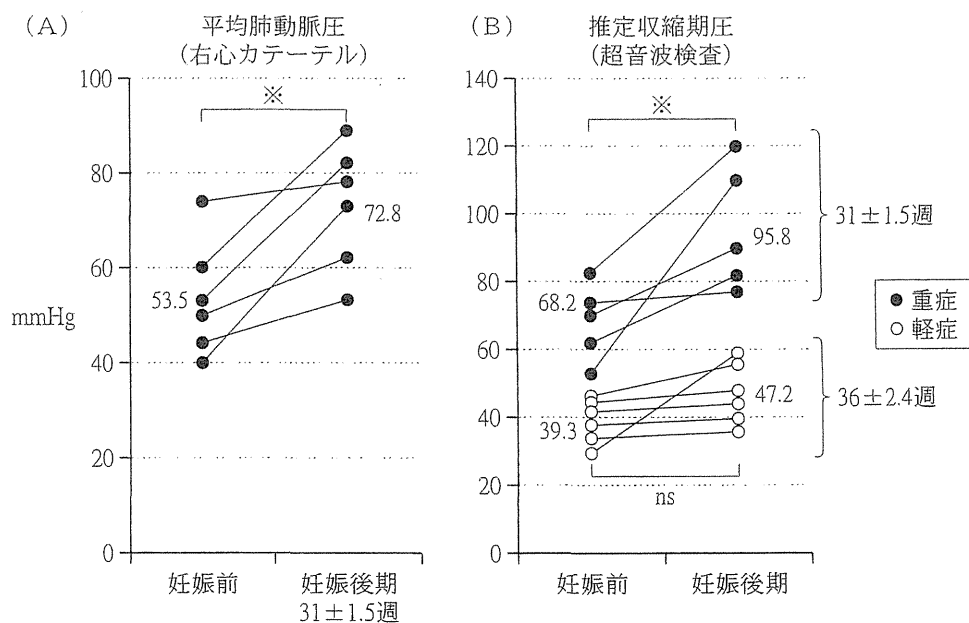 (A)
平均肺動脈圧
(右心カテーテル)
100
80
60
40
20
0
mmHg
※
53.5
72.8
妊娠前
妊娠後期
31±1.5週
(B)
推定収縮期圧
(超音波検査)
140
120
100
80
60
40
20
0
※
68.2
95.8
39.3
47.2
ns
31±1.5週
36±2.4週
妊娠前
妊娠後期
● 重症
○ 軽症